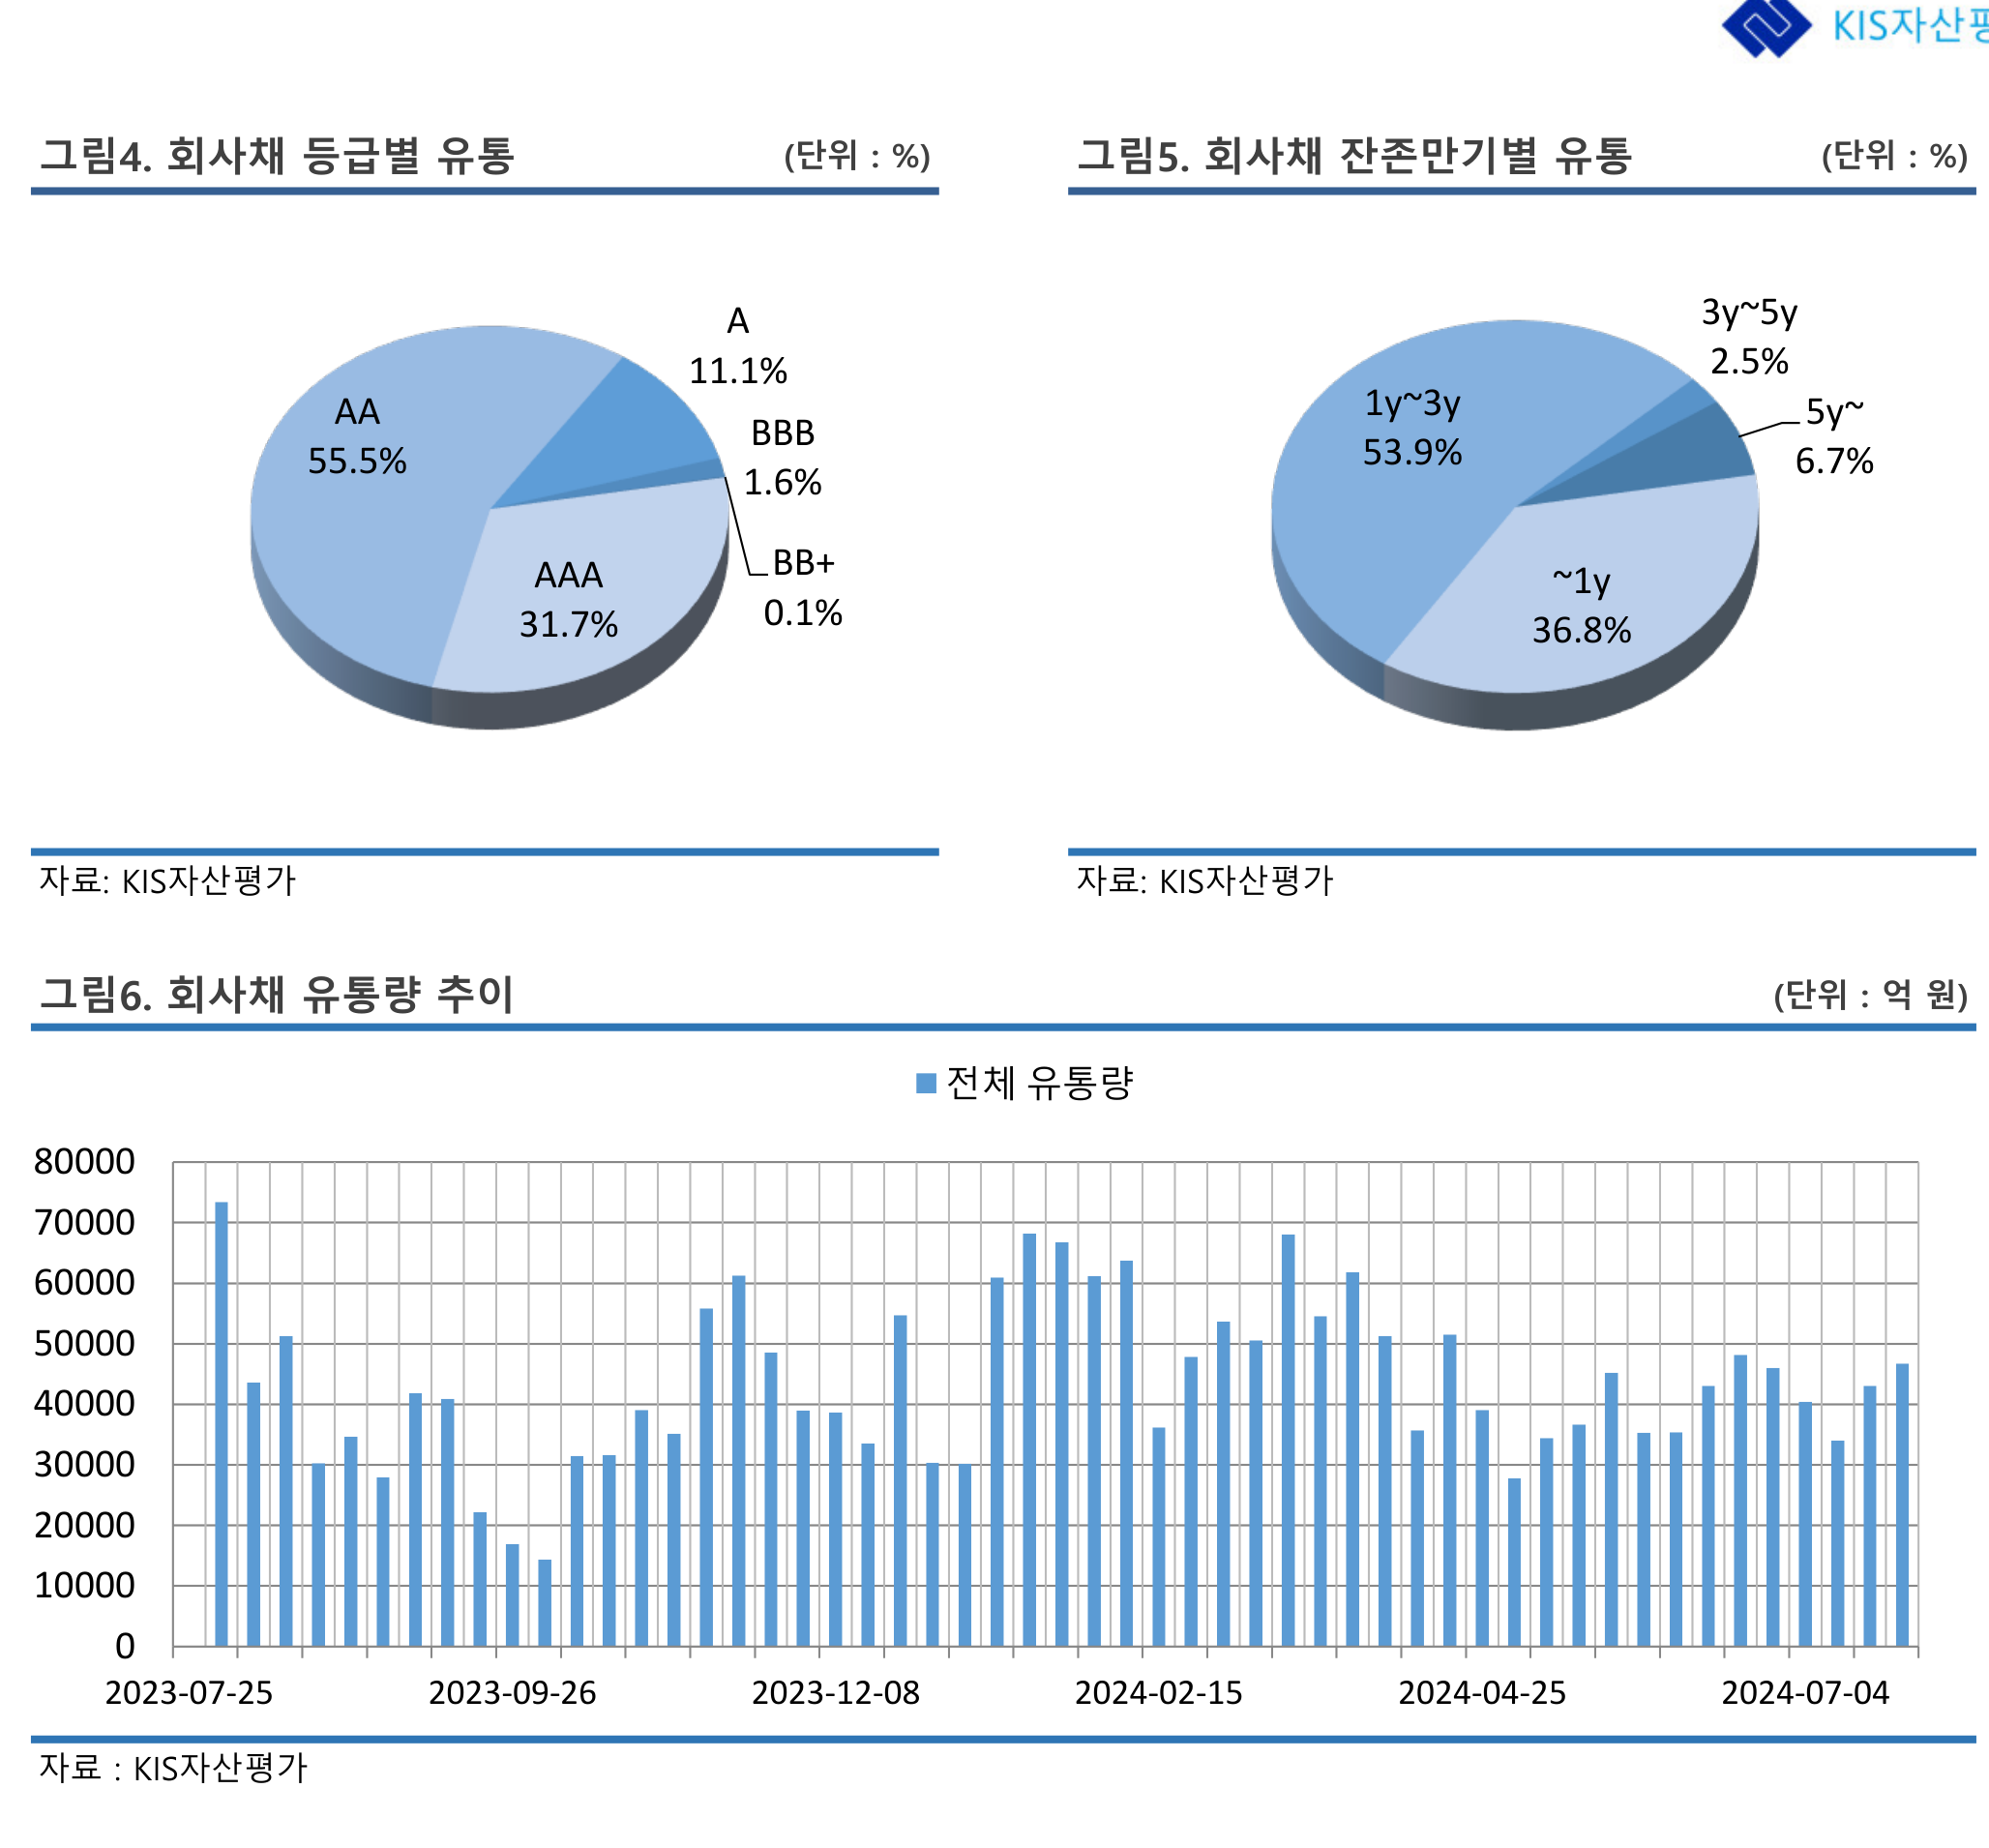 KIS자산평
그림4. 회사채 등급별 유통 (단위 : %)
A
11.1%
AA
55.5%
BBB
1.6%
BB+
0.1%
AAA
31.7%
자료: KIS자산평가
그림5. 회사채 잔존만기별 유통 (단위 : %)
3y~5y
2.5%
1y~3y
53.9%
5y~
6.7%
~1y
36.8%
자료: KIS자산평가
그림6. 회사채 유통량 추이 (단위 : 억 원)
전체 유통량
80000
70000
60000
50000
40000
30000
20000
10000
0
2023-07-25 2023-09-26 2023-12-08 2024-02-15 2024-04-25 2024-07-04
자료 : KIS자산평가